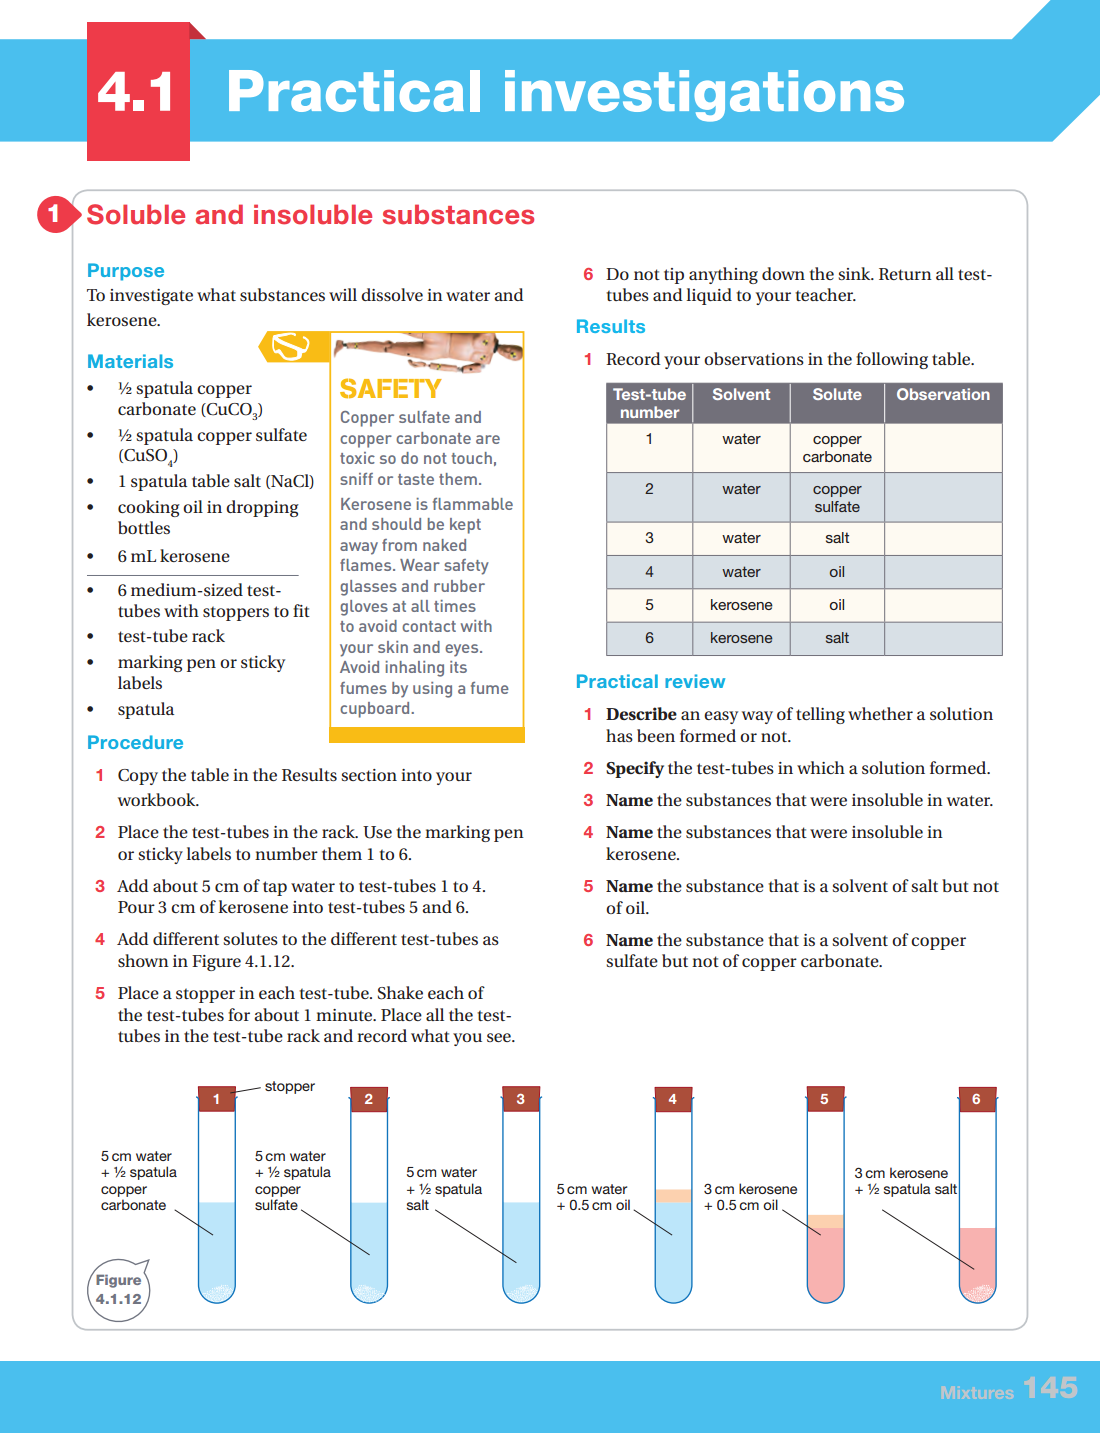 4.1
Practical investigations
1
Soluble and insoluble substances
Purpose
To investigate what substances will dissolve in water and
kerosene.
Materials
• ½ spatula copper
carbonate (CuCO₃)
• ½ spatula copper sulfate
(CuSO₄)
• 1 spatula table salt (NaCl)
• cooking oil in dropping
bottles
• 6 mL kerosene
• 6 medium-sized test-
tubes with stoppers to fit
• test-tube rack
• marking pen or sticky
labels
• spatula
SAFETY
Copper sulfate and
copper carbonate are
toxic so do not touch,
sniff or taste them.
Kerosene is flammable
and should be kept
away from naked
flames. Wear safety
glasses and rubber
gloves at all times
to avoid contact with
your skin and eyes.
Avoid inhaling its
fumes by using a fume
cupboard.
Procedure
1 Copy the table in the Results section into your
workbook.
2 Place the test-tubes in the rack. Use the marking pen
or sticky labels to number them 1 to 6.
3 Add about 5 cm of tap water to test-tubes 1 to 4.
Pour 3 cm of kerosene into test-tubes 5 and 6.
4 Add different solutes to the different test-tubes as
shown in Figure 4.1.12.
5 Place a stopper in each test-tube. Shake each of
the test-tubes for about 1 minute. Place all the test-
tubes in the test-tube rack and record what you see.
6 Do not tip anything down the sink. Return all test-
tubes and liquid to your teacher.
Results
1 Record your observations in the following table.
Test-tube number Solvent Solute Observation
1 water copper carbonate
2 water copper sulfate
3 water salt
4 water oil
5 kerosene oil
6 kerosene salt
Practical review
1 Describe an easy way of telling whether a solution
has been formed or not.
2 Specify the test-tubes in which a solution formed.
3 Name the substances that were insoluble in water.
4 Name the substances that were insoluble in
kerosene.
5 Name the substance that is a solvent of salt but not
of oil.
6 Name the substance that is a solvent of copper
sulfate but not of copper carbonate.
stopper
1
2
3
4
5
6
5 cm water
+ ½ spatula
copper
carbonate
5 cm water
+ ½ spatula
copper
sulfate
5 cm water
+ ½ spatula
salt
5 cm water
+ 0.5 cm oil
3 cm kerosene
+ 0.5 cm oil
3 cm kerosene
+ ½ spatula salt
Figure
4.1.12
Mixtures 145